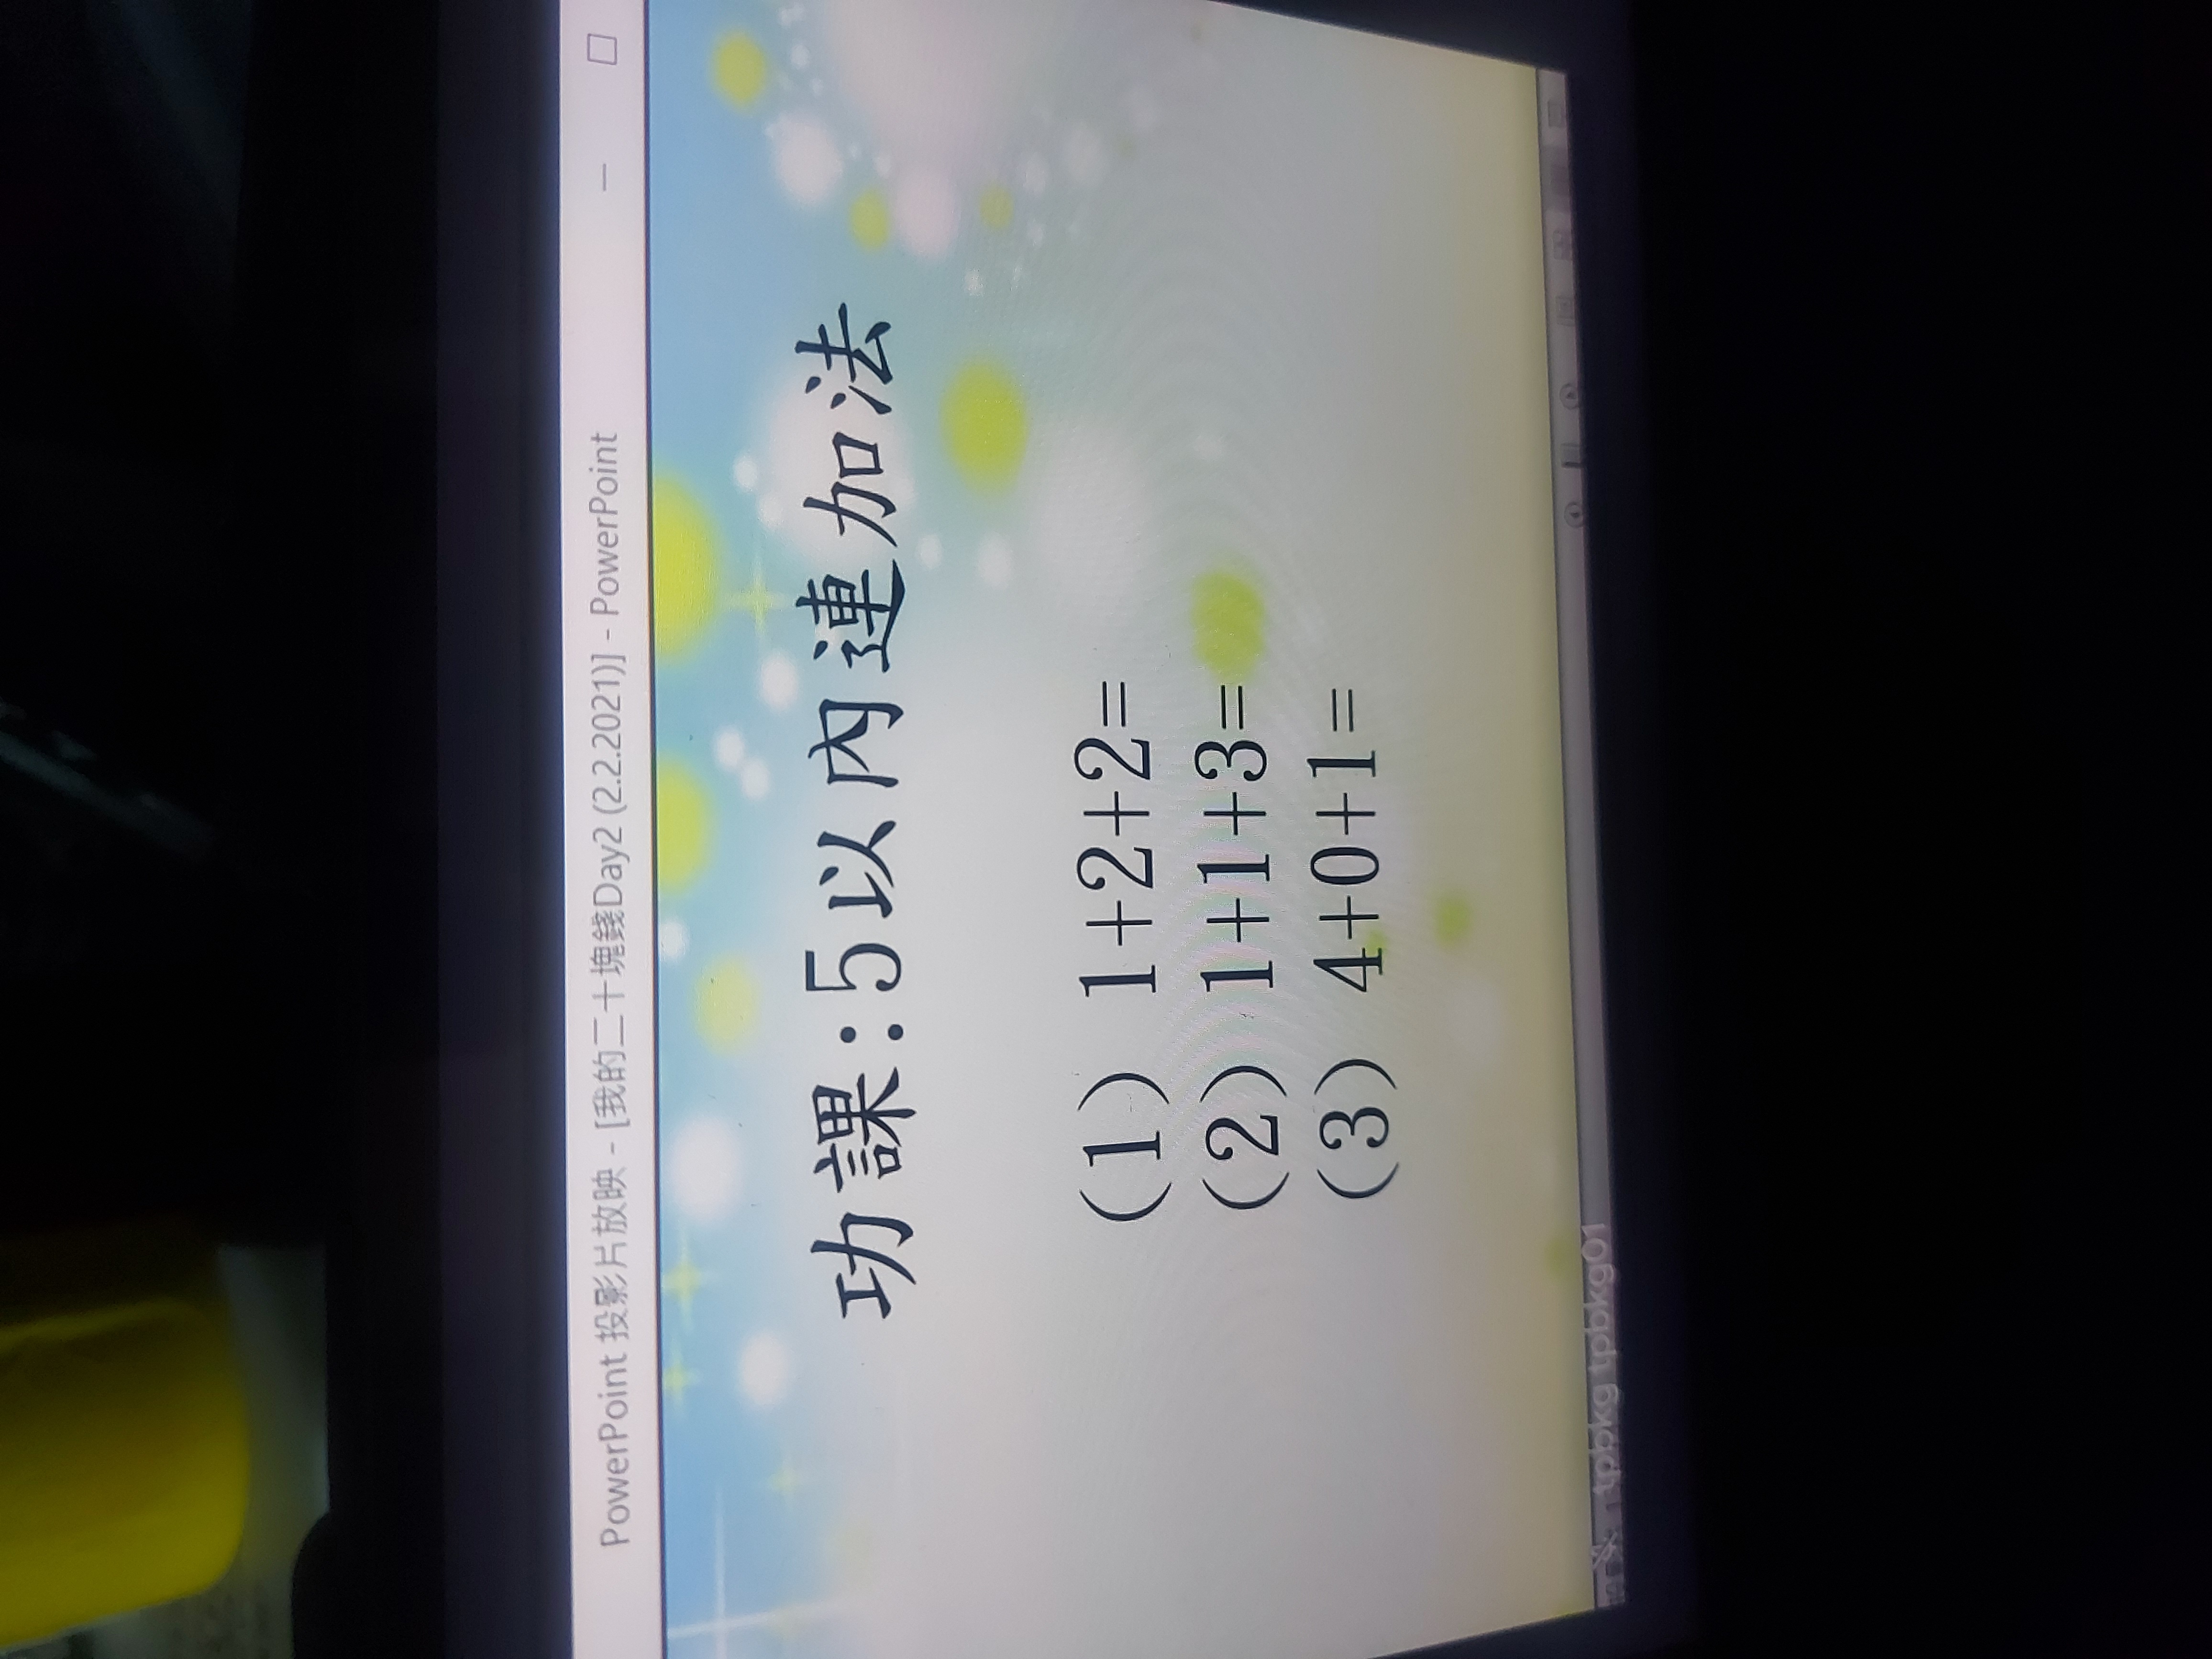 PowerPoint 投影片放映 - [我的二十塊錢Day2 (2.2.2021)] - PowerPoint
功課:5以內連加法
(1) 1+2+2=
(2) 1+1+3=
(3) 4+0+1=
tpbkg tpbkg01